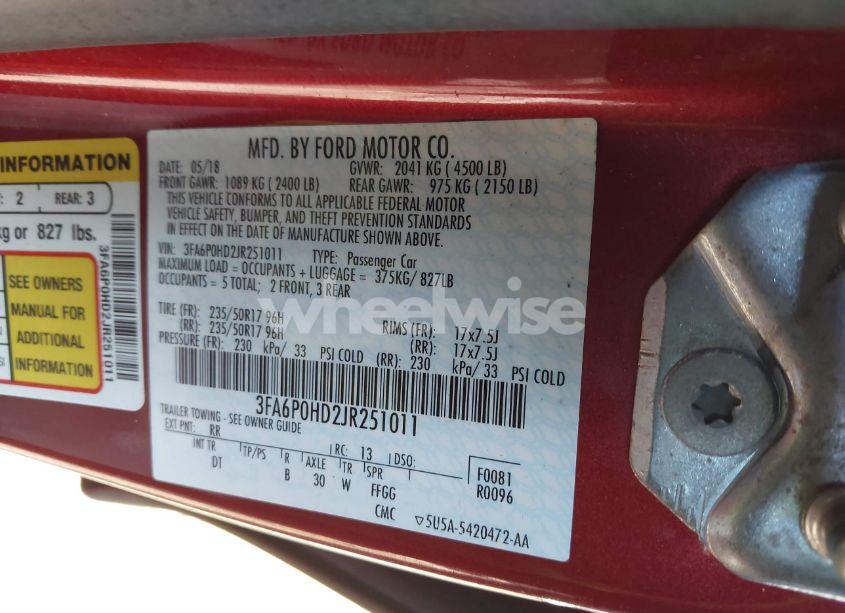 MFD. BY FORD MOTOR CO.
DATE: 05/18 GVWR: 2041 KG ( 4500 LB)
FRONT GAWR: 1089 KG ( 2400 LB) REAR GAWR: 975 KG ( 2150 LB)
THIS VEHICLE CONFORMS TO ALL APPLICABLE FEDERAL MOTOR
VEHICLE SAFETY, BUMPER, AND THEFT PREVENTION STANDARDS
IN EFFECT ON THE DATE OF MANUFACTURE SHOWN ABOVE.
VIN: 3FA6P0HD2JR251011 TYPE: Passenger Car
MAXIMUM LOAD = OCCUPANTS + LUGGAGE = 375KG/ 827LB
OCCUPANTS = 5 TOTAL; 2 FRONT, 3 REAR
TIRE (FR): 235/50R17 96H RIMS (FR): 17x7.5J
(RR): 235/50R17 96H (RR): 17x7.5J
PRESSURE (FR): 230 kPa/ 33 PSI COLD (RR): 230 kPa/ 33 PSI COLD
3FA6P0HD2JR251011
TRAILER TOWING - SEE OWNER GUIDE
EXT PNT: RR RC: 13 DSO:
INT TR TP/PS R AXLE TR SPR F0081
DT B 30 W FFGG R0096
CMC ▽5U5A-5420472-AA
INFORMATION
2 REAR: 3
kg or 827 lbs.
SEE OWNERS
MANUAL FOR
ADDITIONAL
INFORMATION
3FA6P0HD2JR251011
wheelwise